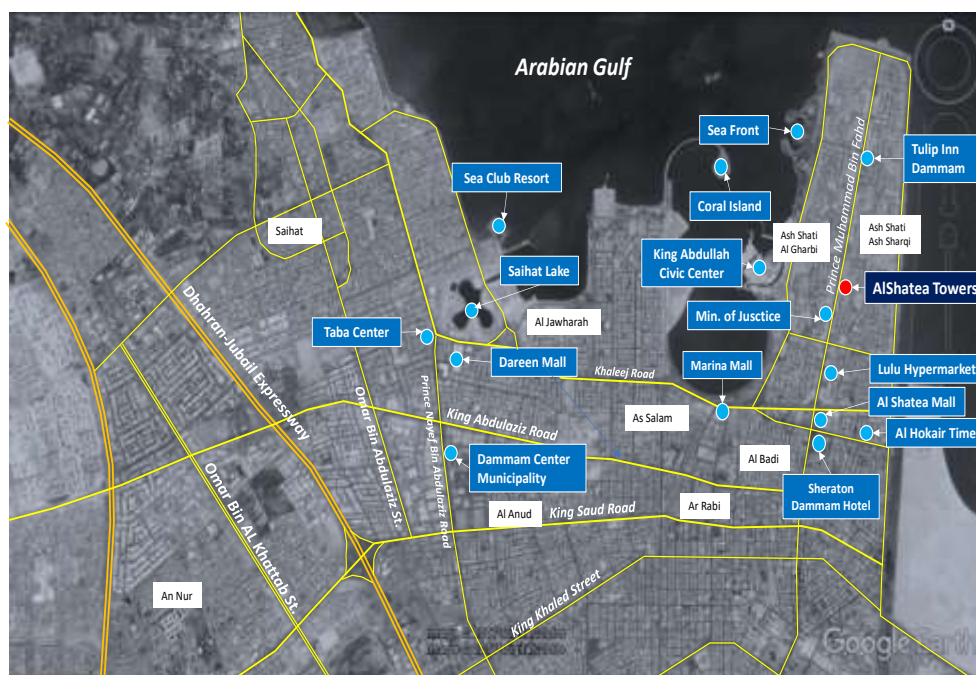 Arabian Gulf
Sea Front
Tulip Inn
Dammam
Sea Club Resort
Coral Island
Prince Muhammad Bin Fahd
Saihat
Ash Shati
Al Gharbi
Ash Shati
Ash Sharqi
King Abdullah
Civic Center
Saihat Lake
AlShatea Towers
Dhahran-Jubail Expressway
Min. of Jusctice
Al Jawharah
Taba Center
Dareen Mall
Khaleej Road
Marina Mall
Lulu Hypermarket
Omar Bin Abdulaziz St.
Prince Nayef Bin Abdulaziz Road
King Abdulaziz Road
As Salam
Al Shatea Mall
Al Hokair Time
Dammam Center
Municipality
Al Badi
Sheraton
Dammam Hotel
Omar Bin AL Khattab St.
Al Anud
King Saud Road
Ar Rabi
An Nur
King Khaled Street
Google Earth